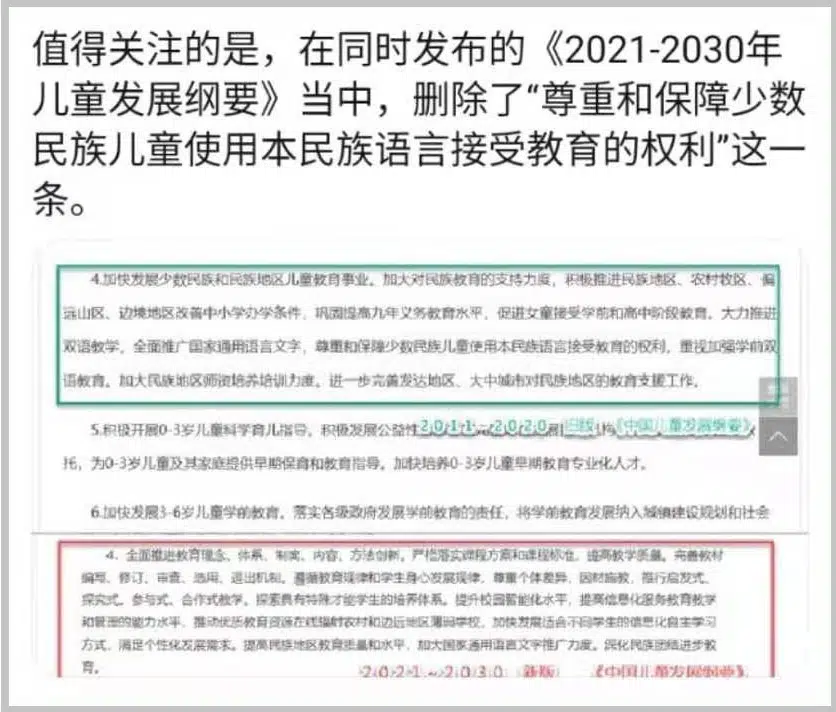 值得关注的是，在同时发布的《2021-2030年
儿童发展纲要》当中，删除了“尊重和保障少数
民族儿童使用本民族语言接受教育的权利”这一
条。
4.加快发展少数民族和民族地区儿童教育事业。加大对民族教育的支持力度，积极推进民族地区、农村牧区、偏
远山区、边境地区改善中小学办学条件，巩固提高九年义务教育水平，促进女童接受学前和高中阶段教育。大力推进
双语教学，全面推广国家通用语言文字，尊重和保障少数民族儿童使用本民族语言接受教育的权利，重视加强学前双
语教育。加大民族地区师资培养培训力度。进一步完善发达地区、大中城市对民族地区的教育支援工作。
5.积极开展0-3岁儿童科学育儿指导。积极发展公益性
2011－2020 旧版 《中国儿童发展纲要》
托，为0-3岁儿童及其家庭提供早期保育和教育指导。加快培养0-3岁儿童早期教育专业化人才。
6.加快发展3-6岁儿童学前教育。落实各级政府发展学前教育的责任，将学前教育发展纳入城镇建设规划和社会
4．全面推进教育理念、体系、制度、内容、方法创新。严格落实课程方案和课程标准，提高教学质量。完善教材
编写、修订、审查、选用、退出机制。遵循教育规律和学生身心发展规律，尊重个体差异，因材施教，推行启发式、
探究式、参与式、合作式教学。探索具有特殊才能学生的培养体系。提升校园智能化水平，提高信息化服务教育教学
和管理的能力水平，推动优质教育资源在线辐射农村和边远地区薄弱学校，加快发展适合不同学生的信息化自主学习
方式，满足个性化发展需求。提高民族地区教育质量和水平，加大国家通用语言文字推广力度。深化民族团结进步教
育。
2021～2030 新版 《中国儿童发展纲要》